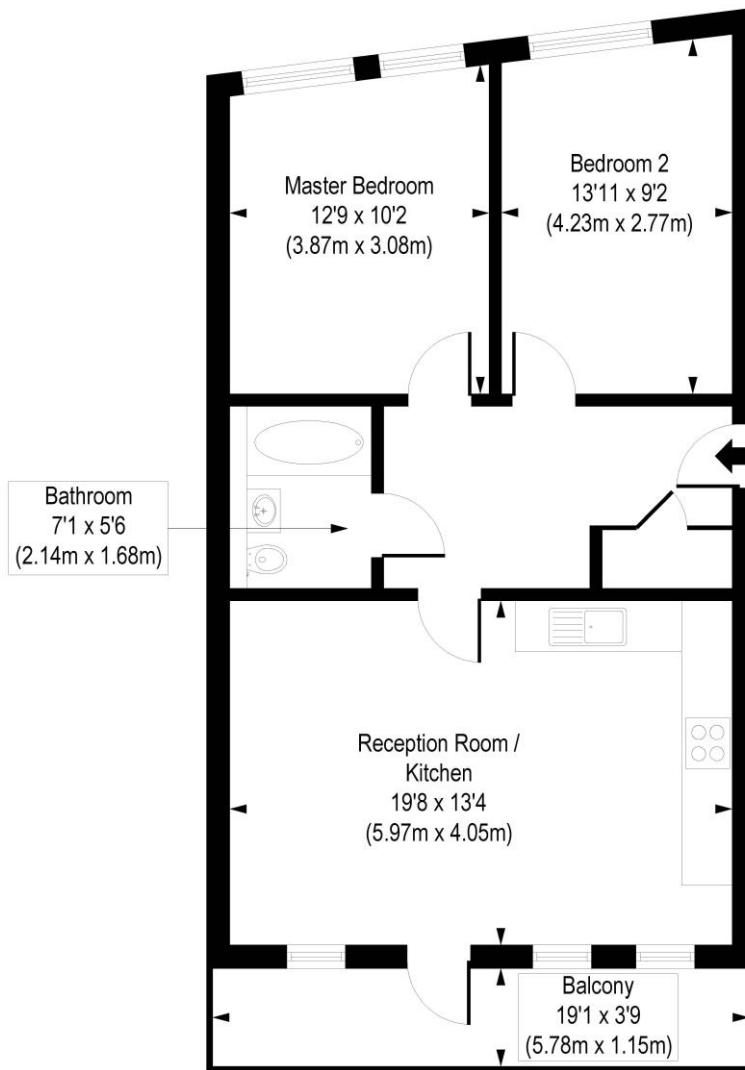 Master Bedroom
12'9 x 10'2
(3.87m x 3.08m)
Bedroom 2
13'11 x 9'2
(4.23m x 2.77m)
Bathroom
7'1 x 5'6
(2.14m x 1.68m)
Reception Room /
Kitchen
19'8 x 13'4
(5.97m x 4.05m)
Balcony
19'1 x 3'9
(5.78m x 1.15m)